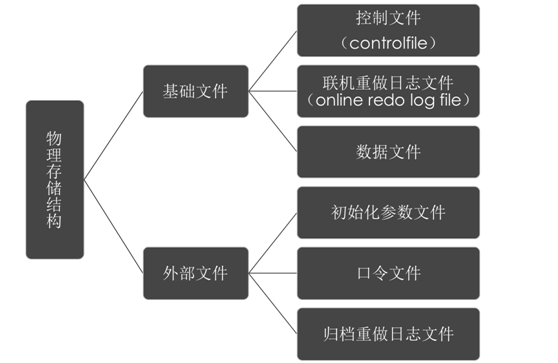 物理存储结构
基础文件
控制文件
（controlfile）
联机重做日志文件
（online redo log file）
数据文件
外部文件
初始化参数文件
口令文件
归档重做日志文件